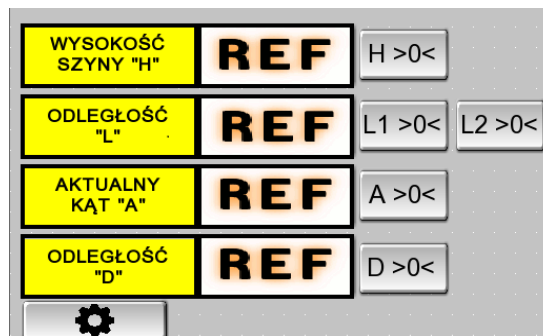 WYSOKOŚĆ
SZYNY "H"
REF
H >0<
ODLEGŁOŚĆ
"L"
REF
L1 >0<
L2 >0<
AKTUALNY
KĄT "A"
REF
A >0<
ODLEGŁOŚĆ
"D"
REF
D >0<